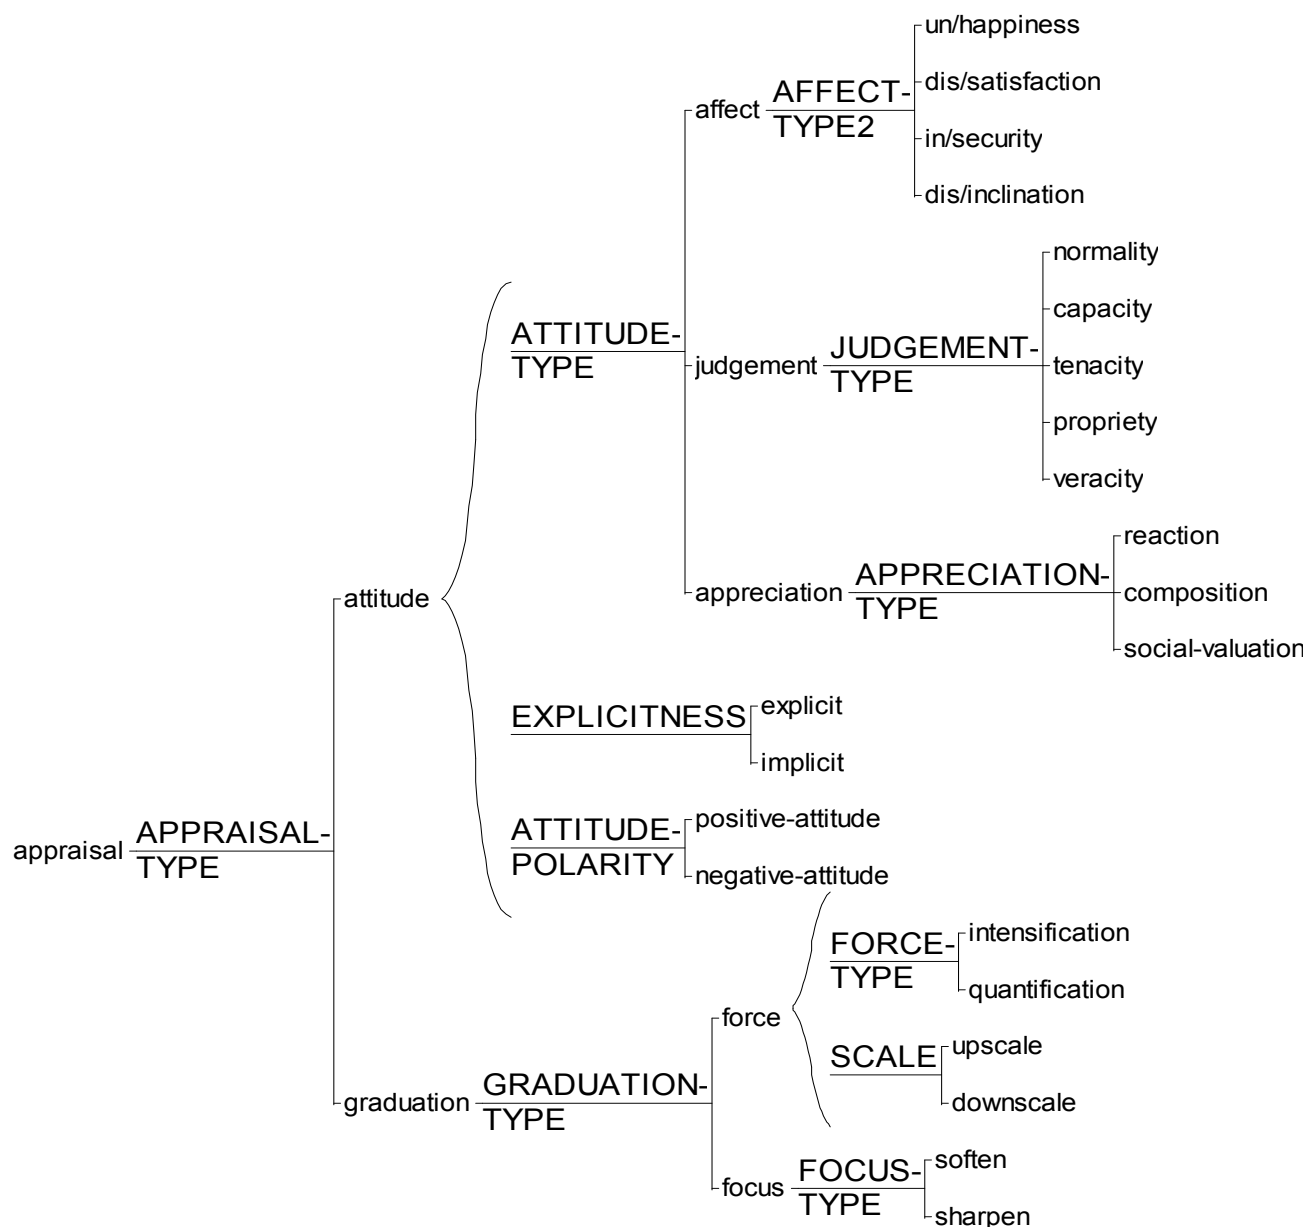 un/happiness
dis/satisfaction
affect AFFECT-
TYPE2
in/security
dis/inclination
normality
capacity
ATTITUDE-
TYPE
judgement JUDGEMENT-
TYPE
tenacity
propriety
veracity
reaction
appreciation APPRECIATION-
TYPE
composition
social-valuation
attitude
EXPLICITNESS
explicit
implicit
ATTITUDE-
POLARITY
positive-attitude
negative-attitude
appraisal APPRAISAL-
TYPE
FORCE-
TYPE
intensification
quantification
force
SCALE
upscale
downscale
graduation GRADUATION-
TYPE
focus FOCUS-
TYPE
soften
sharpen